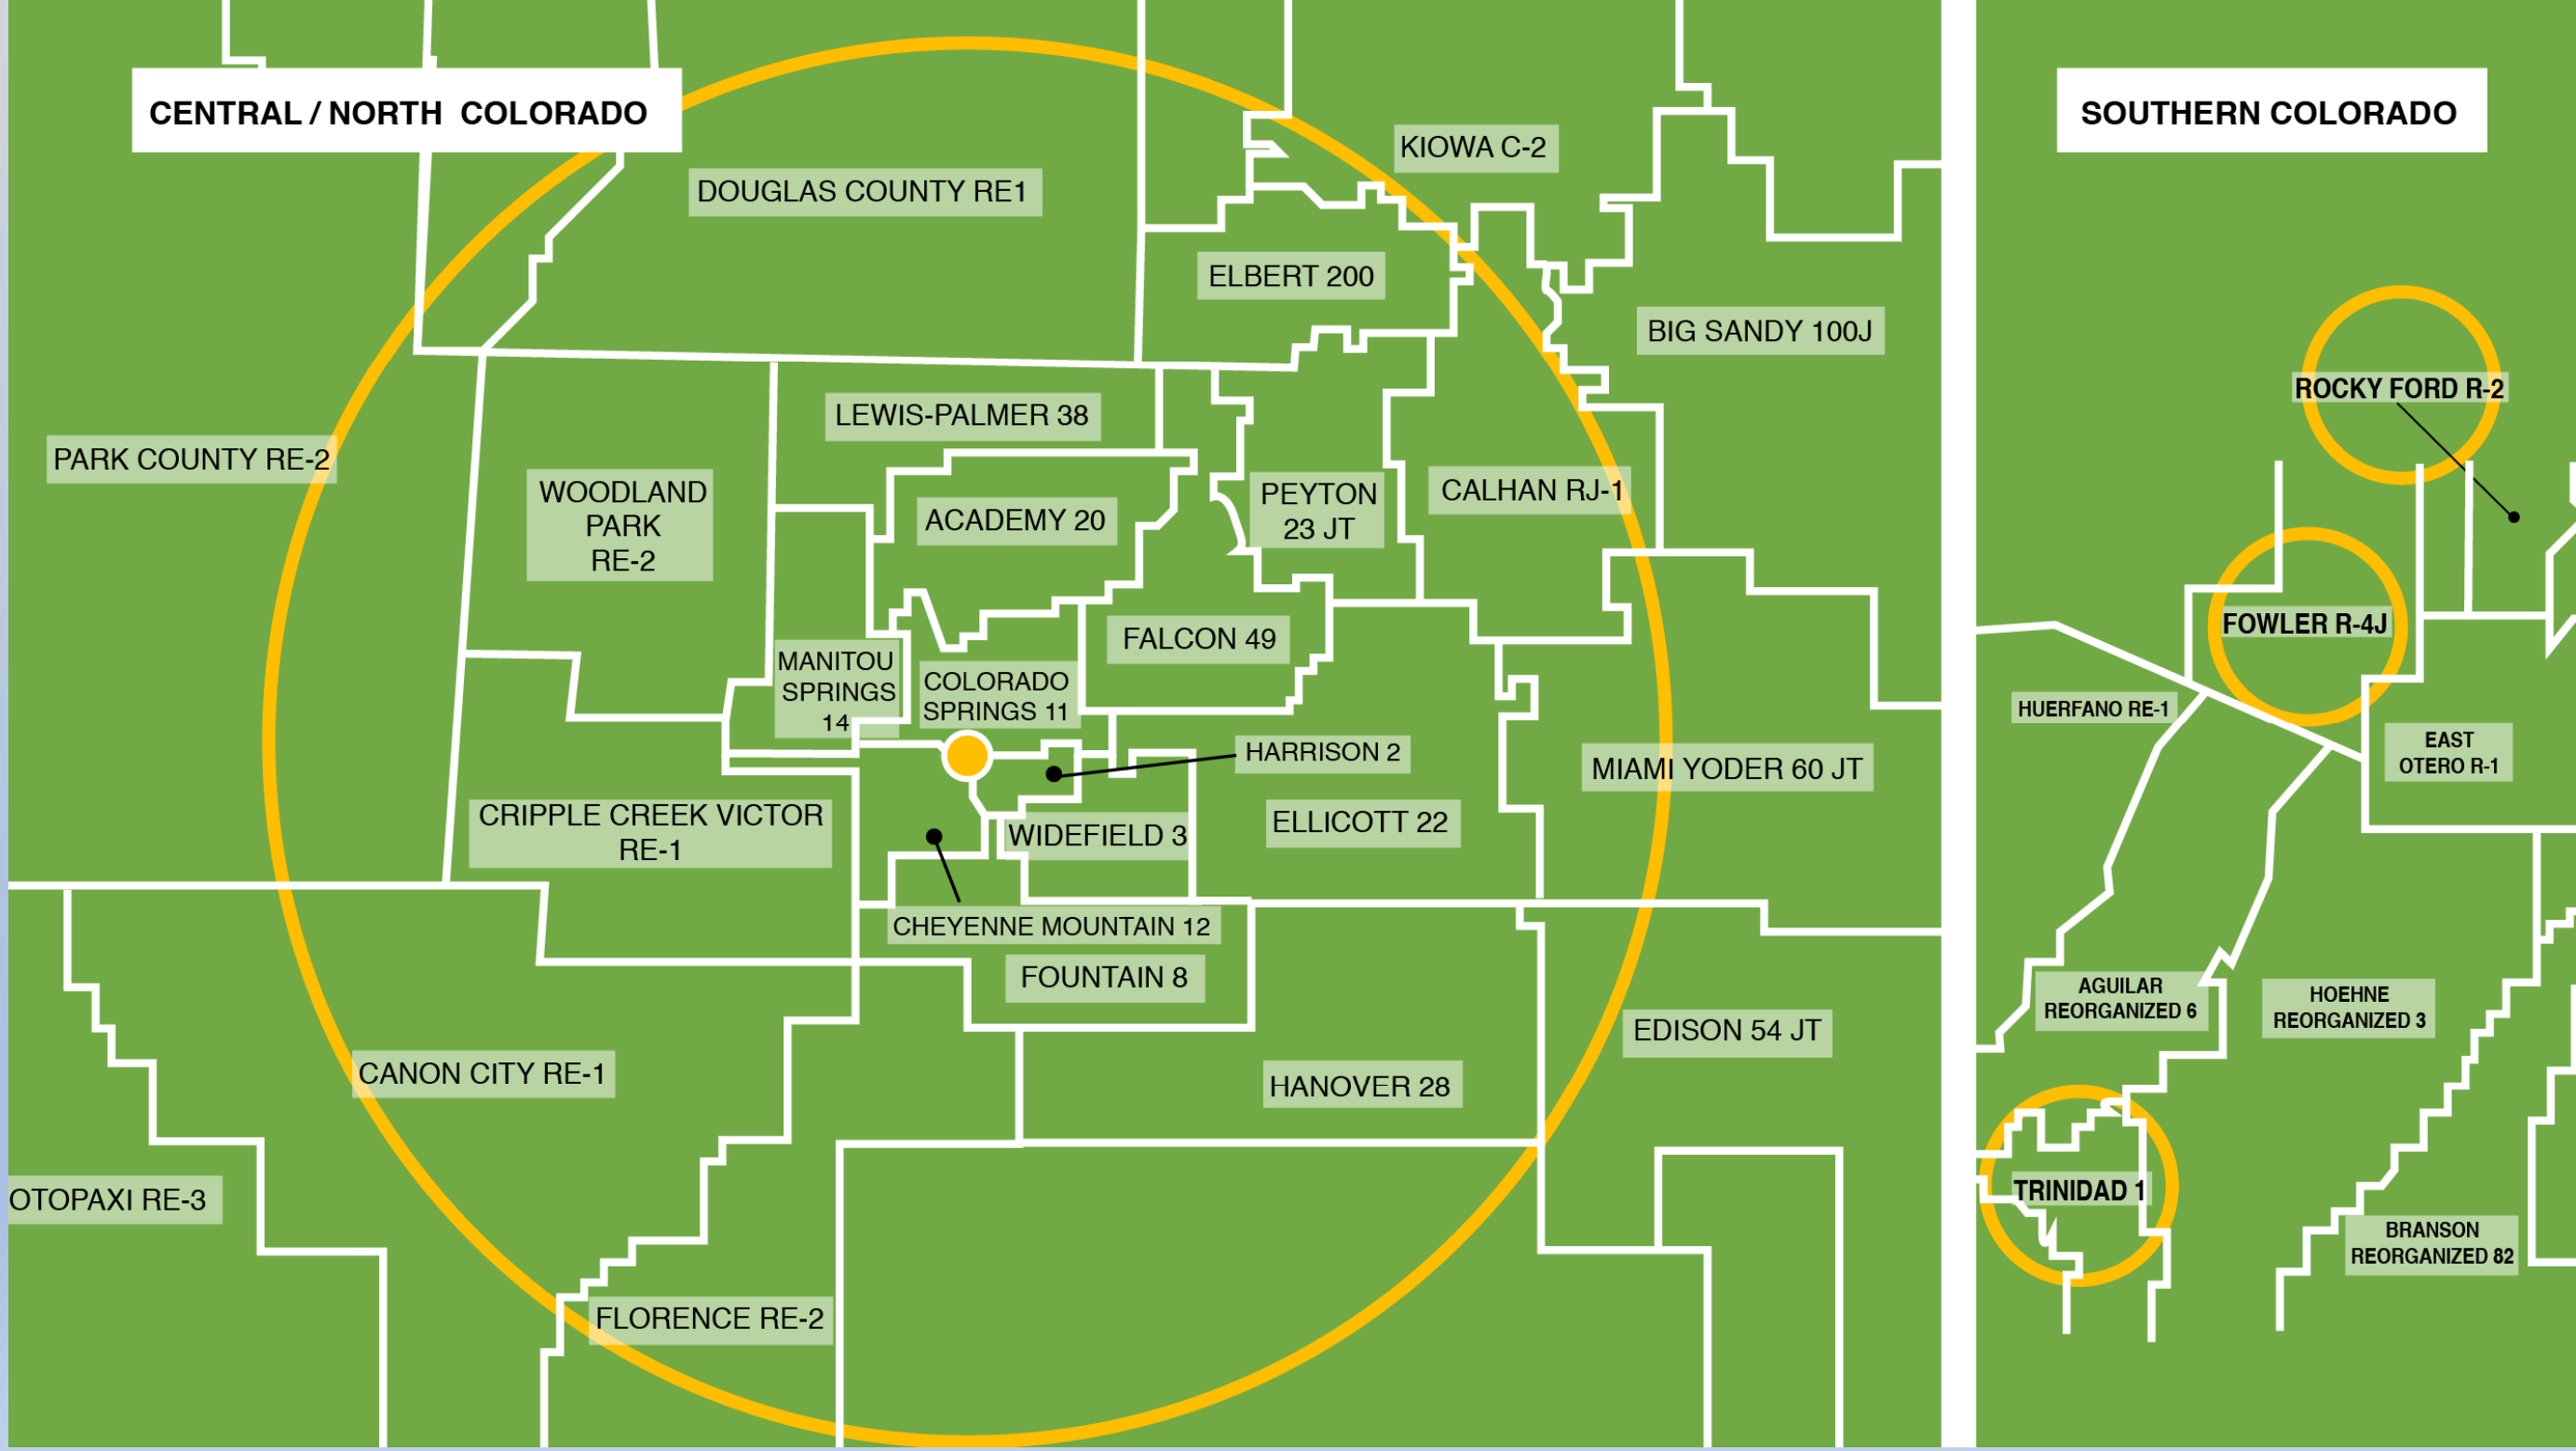 CENTRAL / NORTH COLORADO
DOUGLAS COUNTY RE1
KIOWA C-2
ELBERT 200
BIG SANDY 100J
LEWIS-PALMER 38
PARK COUNTY RE-2
WOODLAND
PARK
RE-2
ACADEMY 20
PEYTON
23 JT
CALHAN RJ-1
FALCON 49
MANITOU
SPRINGS
14
COLORADO
SPRINGS 11
HARRISON 2
MIAMI YODER 60 JT
CRIPPLE CREEK VICTOR
RE-1
WIDEFIELD 3
ELLICOTT 22
CHEYENNE MOUNTAIN 12
FOUNTAIN 8
EDISON 54 JT
CANON CITY RE-1
HANOVER 28
OTOPAXI RE-3
FLORENCE RE-2
SOUTHERN COLORADO
ROCKY FORD R-2
FOWLER R-4J
HUERFANO RE-1
EAST
OTERO R-1
AGUILAR
REORGANIZED 6
HOEHNE
REORGANIZED 3
TRINIDAD 1
BRANSON
REORGANIZED 82